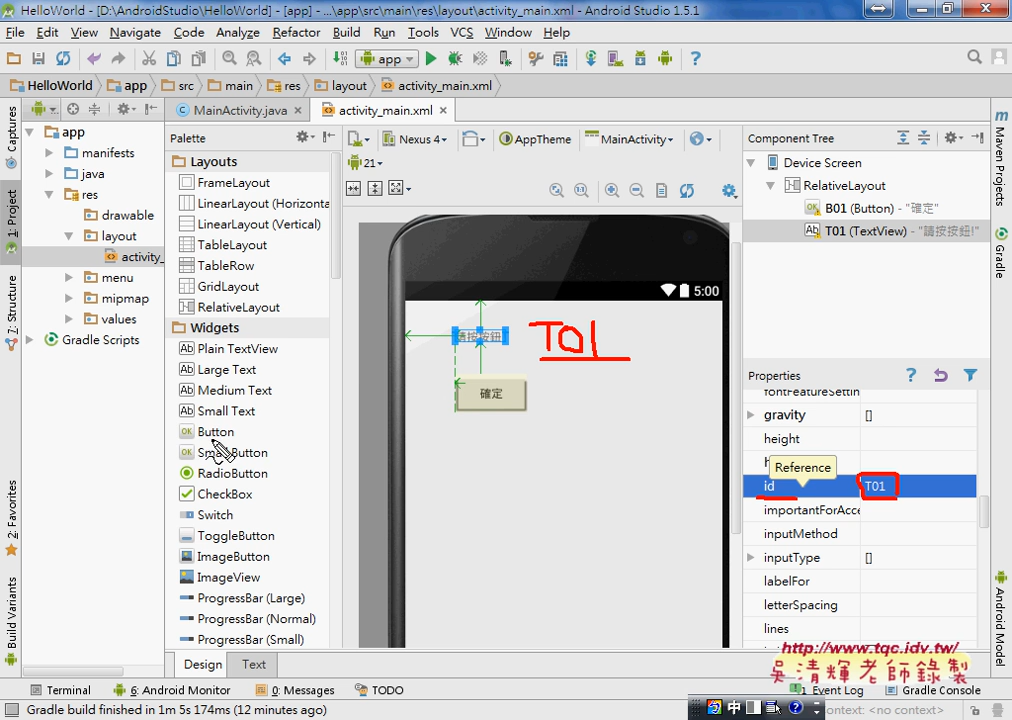 HelloWorld - [D:\AndroidStudio\HelloWorld] - [app] - ...\app\src\main\res\layout\activity_main.xml - Android Studio 1.5.1
File Edit View Navigate Code Analyze Refactor Build Run Tools VCS Window Help
app
HelloWorld app src main res layout activity_main.xml
MainActivity.java activity_main.xml
Captures
1: Project
7: Structure
2: Favorites
Build Variants
app
manifests
java
res
drawable
layout
activity_
menu
mipmap
values
Gradle Scripts
Palette
Layouts
FrameLayout
LinearLayout (Horizonta
LinearLayout (Vertical)
TableLayout
TableRow
GridLayout
RelativeLayout
Widgets
Plain TextView
Large Text
Medium Text
Small Text
Button
Small Button
RadioButton
CheckBox
Switch
ToggleButton
ImageButton
ImageView
ProgressBar (Large)
ProgressBar (Normal)
ProgressBar (Small)
Nexus 4 AppTheme MainActivity
21
5:00
請按按鈕!
T01
確定
Design Text
Component Tree
Device Screen
RelativeLayout
B01 (Button) - "確定"
T01 (TextView) - "請按按鈕!"
Properties
fontFeatureSettin
gravity []
height
Reference
id T01
importantForAcce
inputMethod
inputType []
labelFor
letterSpacing
lines
Maven Projects
Gradle
Android Model
http://www.tqc.idv.tw/
吳清輝老師錄製
Terminal 6: Android Monitor 0: Messages TODO
1 Event Log Gradle Console
Gradle build finished in 1m 5s 174ms (12 minutes ago)
中
ontext: <no context>